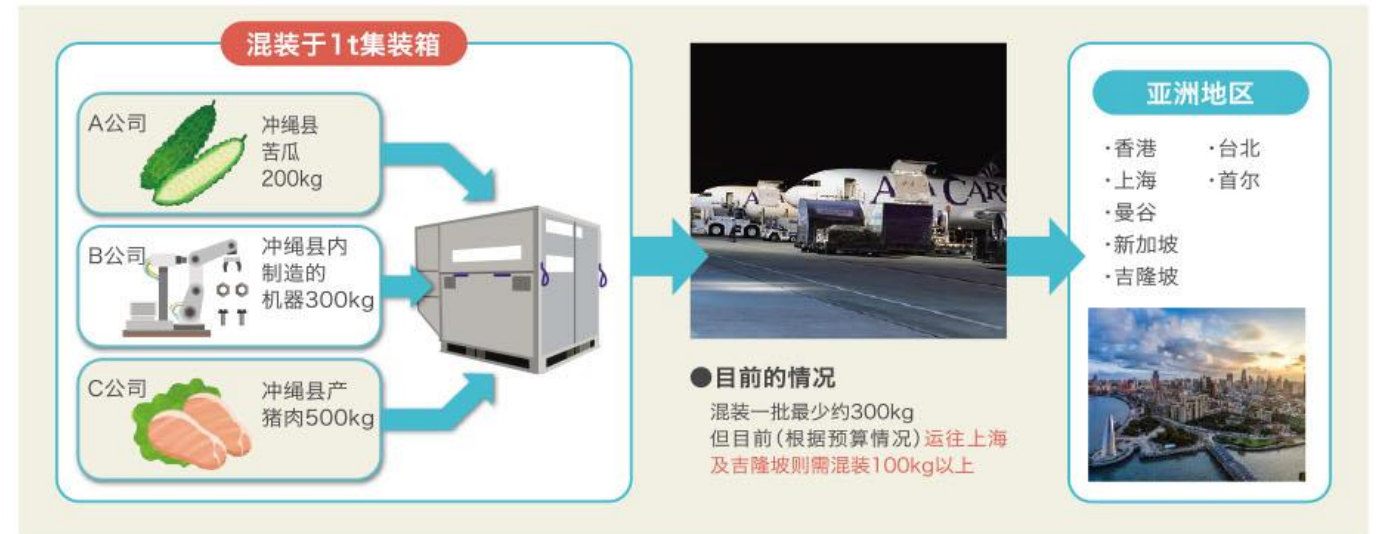 混装于1t集装箱
A公司
冲绳县
苦瓜
200kg
B公司
冲绳县内
制造的
机器300kg
C公司
冲绳县产
猪肉500kg
●目前的情况
混装一批最少约300kg
但目前(根据预算情况)运往上海
及吉隆坡则需混装100kg以上
亚洲地区
·香港
·台北
·上海
·首尔
·曼谷
·新加坡
·吉隆坡